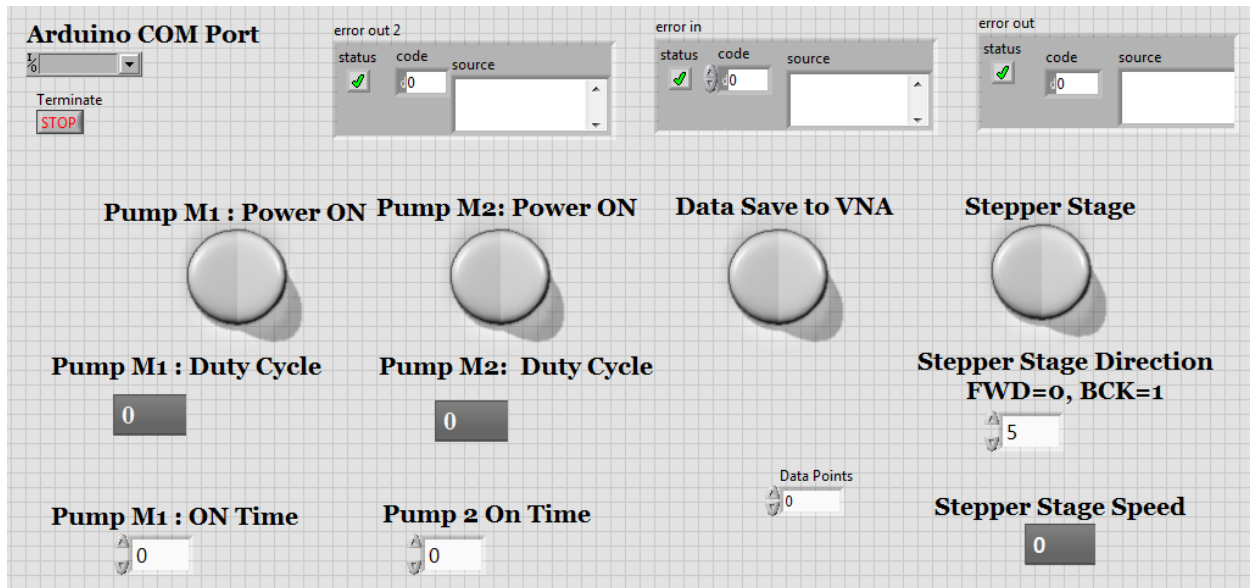 Arduino COM Port
error out 2
error in
error out
status code source
status code source
status code source
I/O
0
0
0
Terminate
STOP
Pump M1 : Power ON
Pump M2: Power ON
Data Save to VNA
Stepper Stage
Pump M1 : Duty Cycle
Pump M2:  Duty Cycle
Stepper Stage Direction
FWD=0, BCK=1
0
0
5
Data Points
0
Pump M1 : ON Time
Pump 2 On Time
Stepper Stage Speed
0
0
0